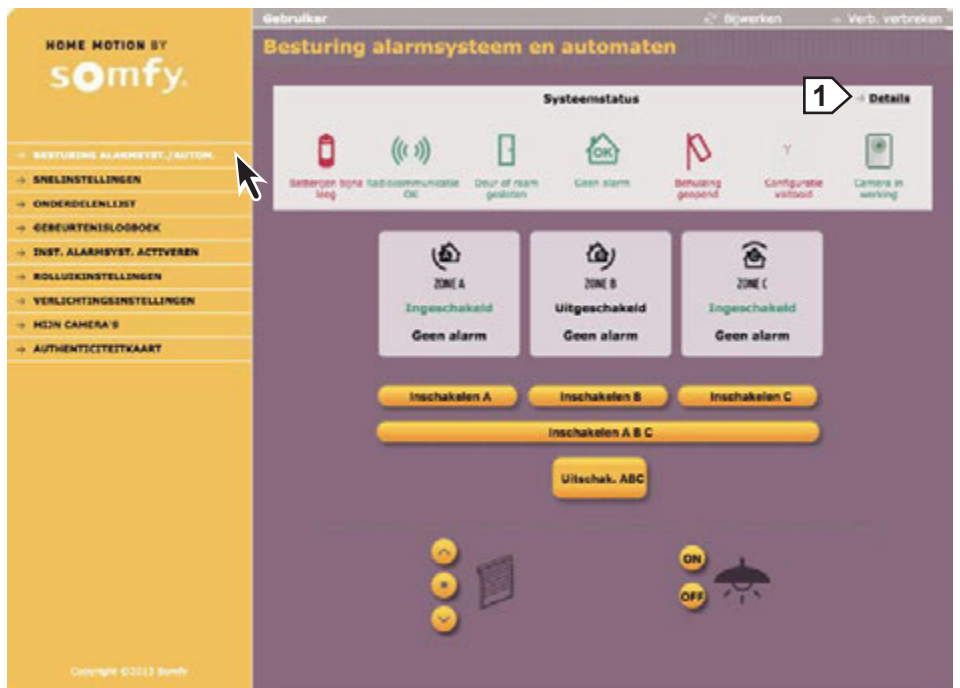 Gebruiker
Bijwerken
Verb. verbreken
HOME MOTION BY
somfy.
Besturing alarmsysteem en automaten
Systeemstatus
1
Details
Batterijen bijna leeg
Radiocommunicatie OK
Deur of raam gesloten
OK
Geen alarm
Behuizing geopend
Configuratie voltooid
Camera in werking
BESTURING ALARMSYST./AUTOM.
SNELINSTELLINGEN
ONDERDELENLIJST
GEBEURTENISLOGBOEK
INST. ALARMSYST. ACTIVEREN
ROLLUIKINSTELLINGEN
VERLICHTINGSINSTELLINGEN
MIJN CAMERA'S
AUTHENTICITEITKAART
ZONE A
Ingeschakeld
Geen alarm
ZONE B
Uitgeschakeld
Geen alarm
ZONE C
Ingeschakeld
Geen alarm
Inschakelen A
Inschakelen B
Inschakelen C
Inschakelen A B C
Uitschak. ABC
ON
OFF
Copyright ©2013 Somfy